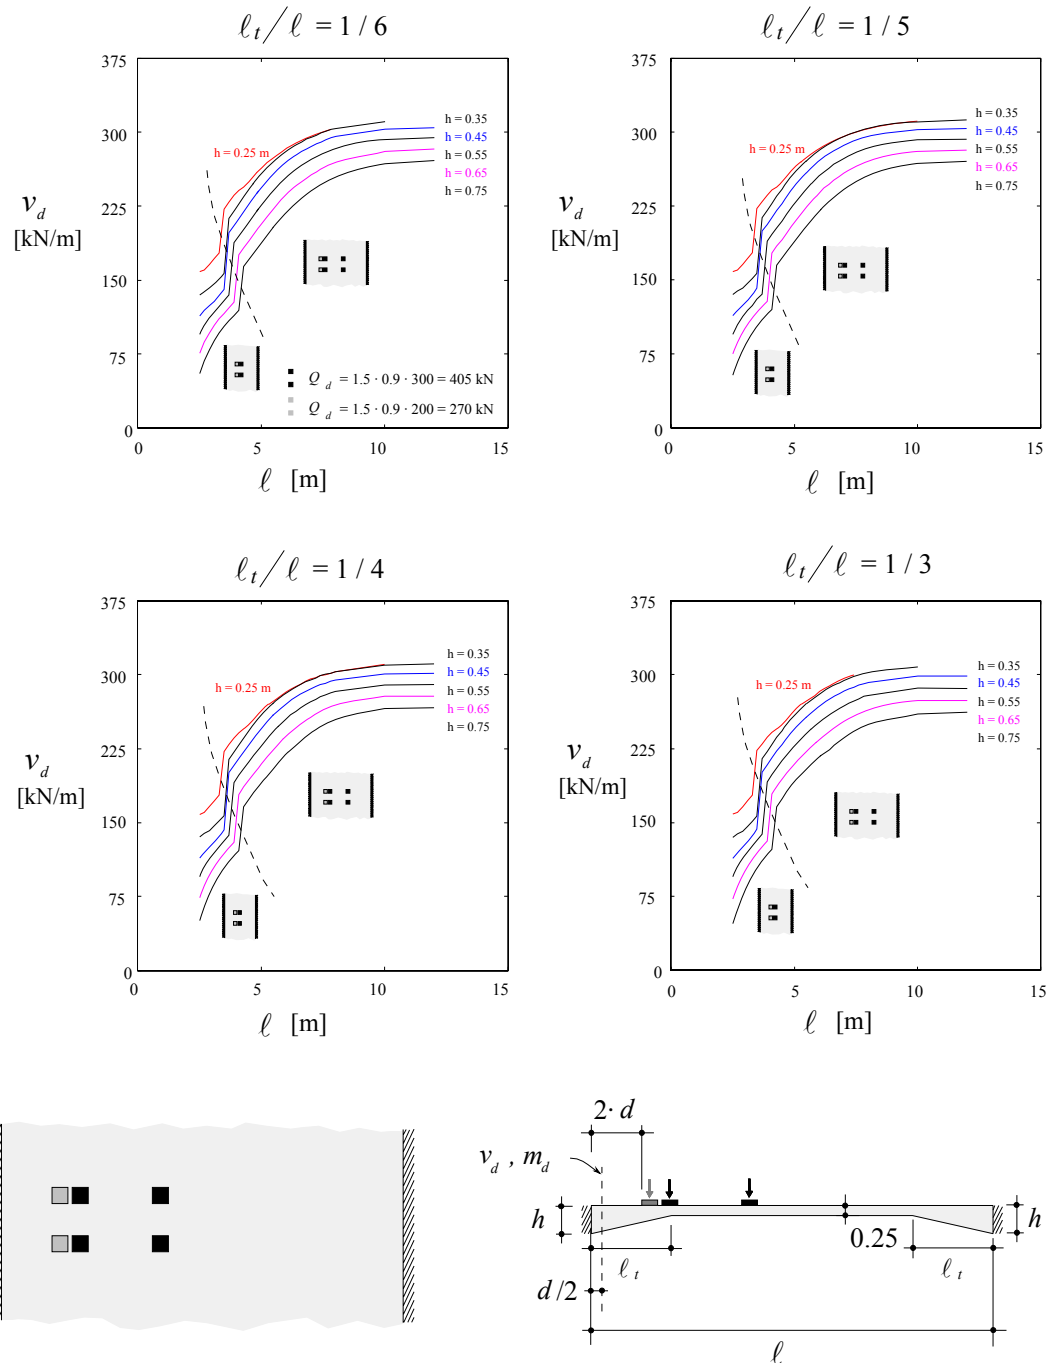 ℓt/ℓ = 1 / 6
375
300
225
150
75
0
vd
[kN/m]
h = 0.25 m
h = 0.35
h = 0.45
h = 0.55
h = 0.65
h = 0.75
Q d = 1.5 · 0.9 · 300 = 405 kN
Q d = 1.5 · 0.9 · 200 = 270 kN
0 5 10 15
ℓ [m]
ℓt/ℓ = 1 / 5
375
300
225
150
75
0
vd
[kN/m]
h = 0.25 m
h = 0.35
h = 0.45
h = 0.55
h = 0.65
h = 0.75
0 5 10 15
ℓ [m]
ℓt/ℓ = 1 / 4
375
300
225
150
75
0
vd
[kN/m]
h = 0.25 m
h = 0.35
h = 0.45
h = 0.55
h = 0.65
h = 0.75
0 5 10 15
ℓ [m]
ℓt/ℓ = 1 / 3
375
300
225
150
75
0
vd
[kN/m]
h = 0.25 m
h = 0.35
h = 0.45
h = 0.55
h = 0.65
h = 0.75
0 5 10 15
ℓ [m]
2· d
vd , md
h
h
0.25
ℓt
ℓt
d/2
ℓ